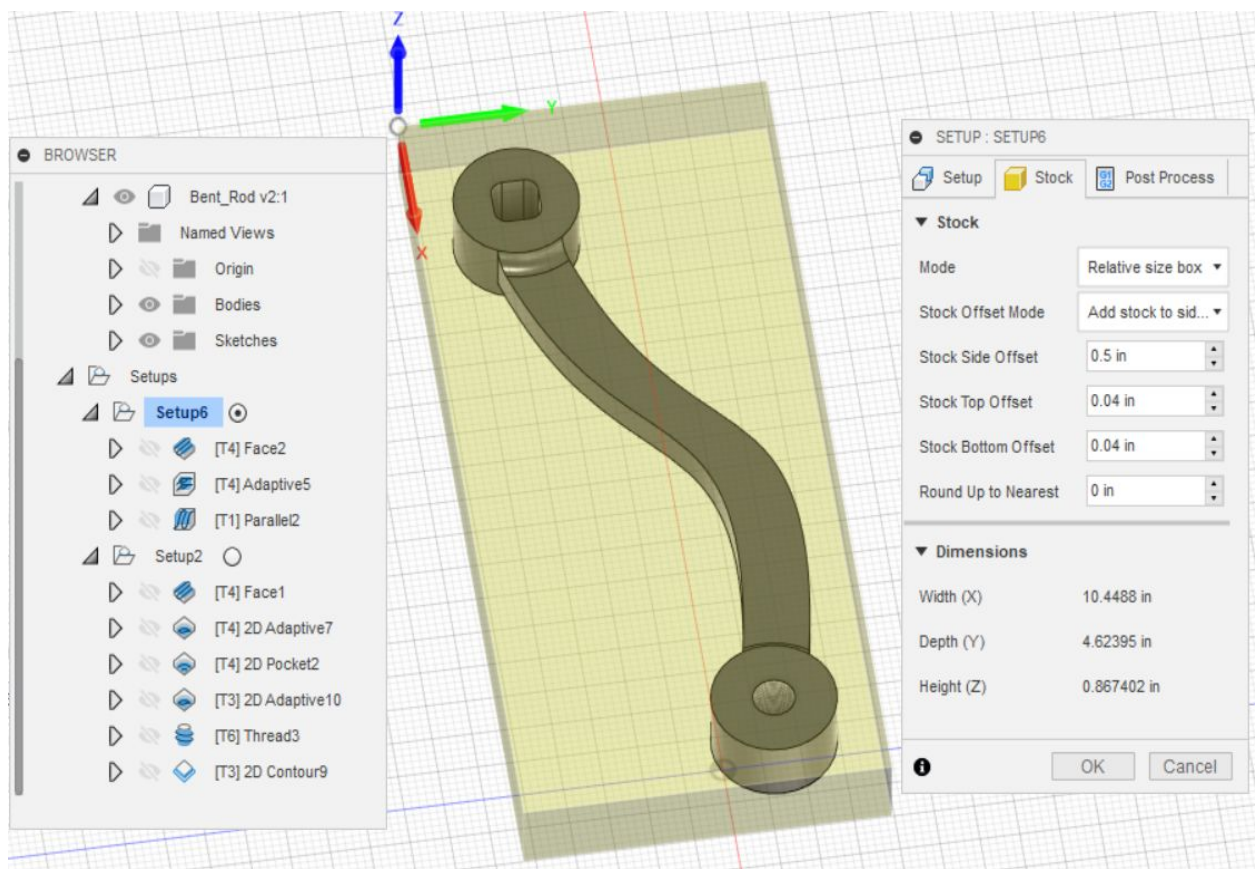 Z
Y
X
BROWSER
Bent_Rod v2:1
Named Views
Origin
Bodies
Sketches
Setups
Setup6
[T4] Face2
[T4] Adaptive5
[T1] Parallel2
Setup2
[T4] Face1
[T4] 2D Adaptive7
[T4] 2D Pocket2
[T3] 2D Adaptive10
[T6] Thread3
[T3] 2D Contour9
SETUP : SETUP6
Setup Stock G1 G2 Post Process
Stock
Mode Relative size box
Stock Offset Mode Add stock to sid...
Stock Side Offset 0.5 in
Stock Top Offset 0.04 in
Stock Bottom Offset 0.04 in
Round Up to Nearest 0 in
Dimensions
Width (X) 10.4488 in
Depth (Y) 4.62395 in
Height (Z) 0.867402 in
OK Cancel